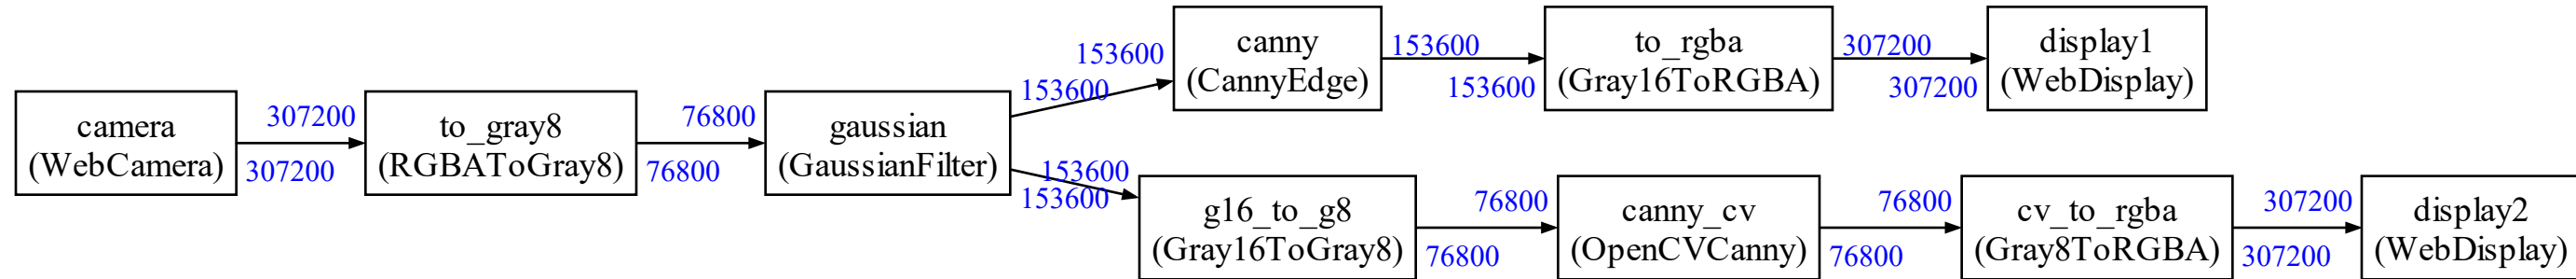 camera
(WebCamera)
307200
307200
to_gray8
(RGBAToGray8)
76800
76800
gaussian
(GaussianFilter)
153600
153600
canny
(CannyEdge)
153600
153600
to_rgba
(Gray16ToRGBA)
307200
307200
display1
(WebDisplay)
153600
153600
g16_to_g8
(Gray16ToGray8)
76800
76800
canny_cv
(OpenCVCanny)
76800
76800
cv_to_rgba
(Gray8ToRGBA)
307200
307200
display2
(WebDisplay)